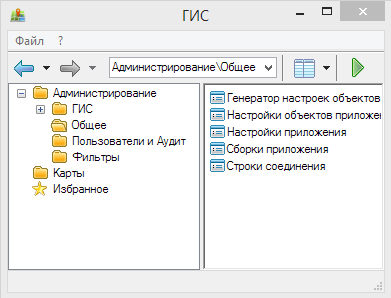 ГИС
Файл ?
Администрирование\Общее
Администрирование
ГИС
Общее
Пользователи и Аудит
Фильтры
Карты
Избранное
Генератор настроек объектов
Настройки объектов приложе
Настройки приложения
Сборки приложения
Строки соединения